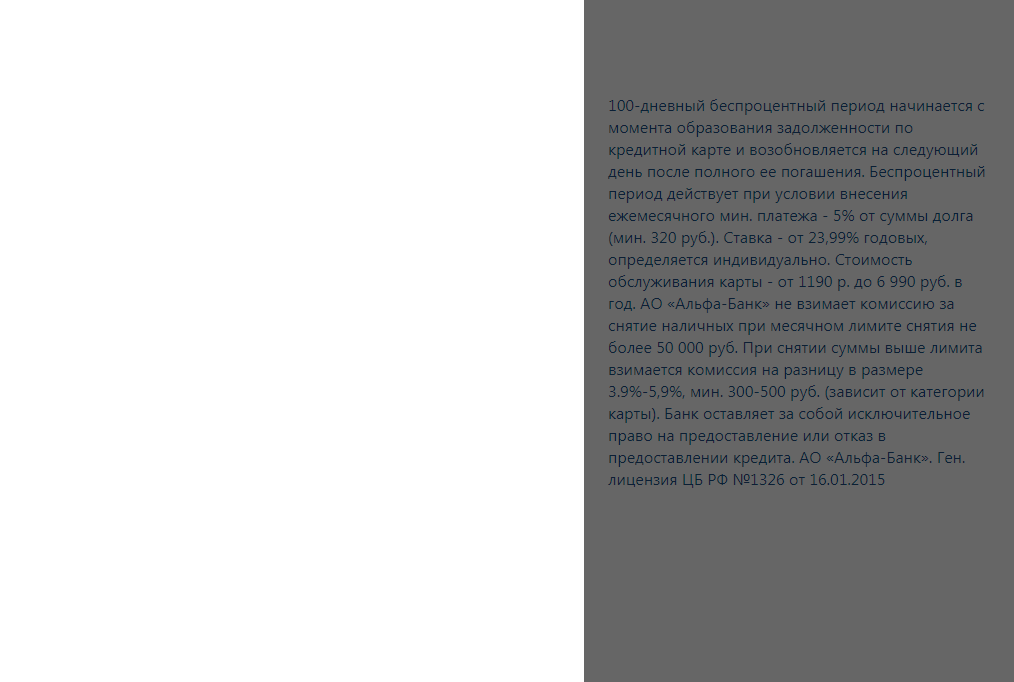 100-дневный беспроцентный период начинается с
момента образования задолженности по
кредитной карте и возобновляется на следующий
день после полного ее погашения. Беспроцентный
период действует при условии внесения
ежемесячного мин. платежа - 5% от суммы долга
(мин. 320 руб.). Ставка - от 23,99% годовых,
определяется индивидуально. Стоимость
обслуживания карты - от 1190 р. до 6 990 руб. в
год. АО «Альфа-Банк» не взимает комиссию за
снятие наличных при месячном лимите снятия не
более 50 000 руб. При снятии суммы выше лимита
взимается комиссия на разницу в размере
3.9%-5,9%, мин. 300-500 руб. (зависит от категории
карты). Банк оставляет за собой исключительное
право на предоставление или отказ в
предоставлении кредита. АО «Альфа-Банк». Ген.
лицензия ЦБ РФ №1326 от 16.01.2015